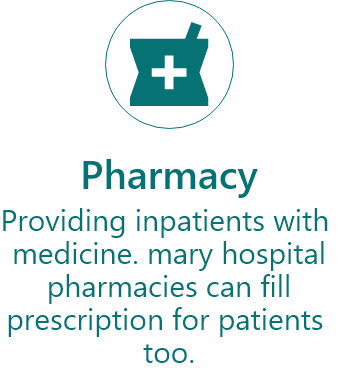 Pharmacy
Providing inpatients with
medicine. mary hospital
pharmacies can fill
prescription for patients
too.